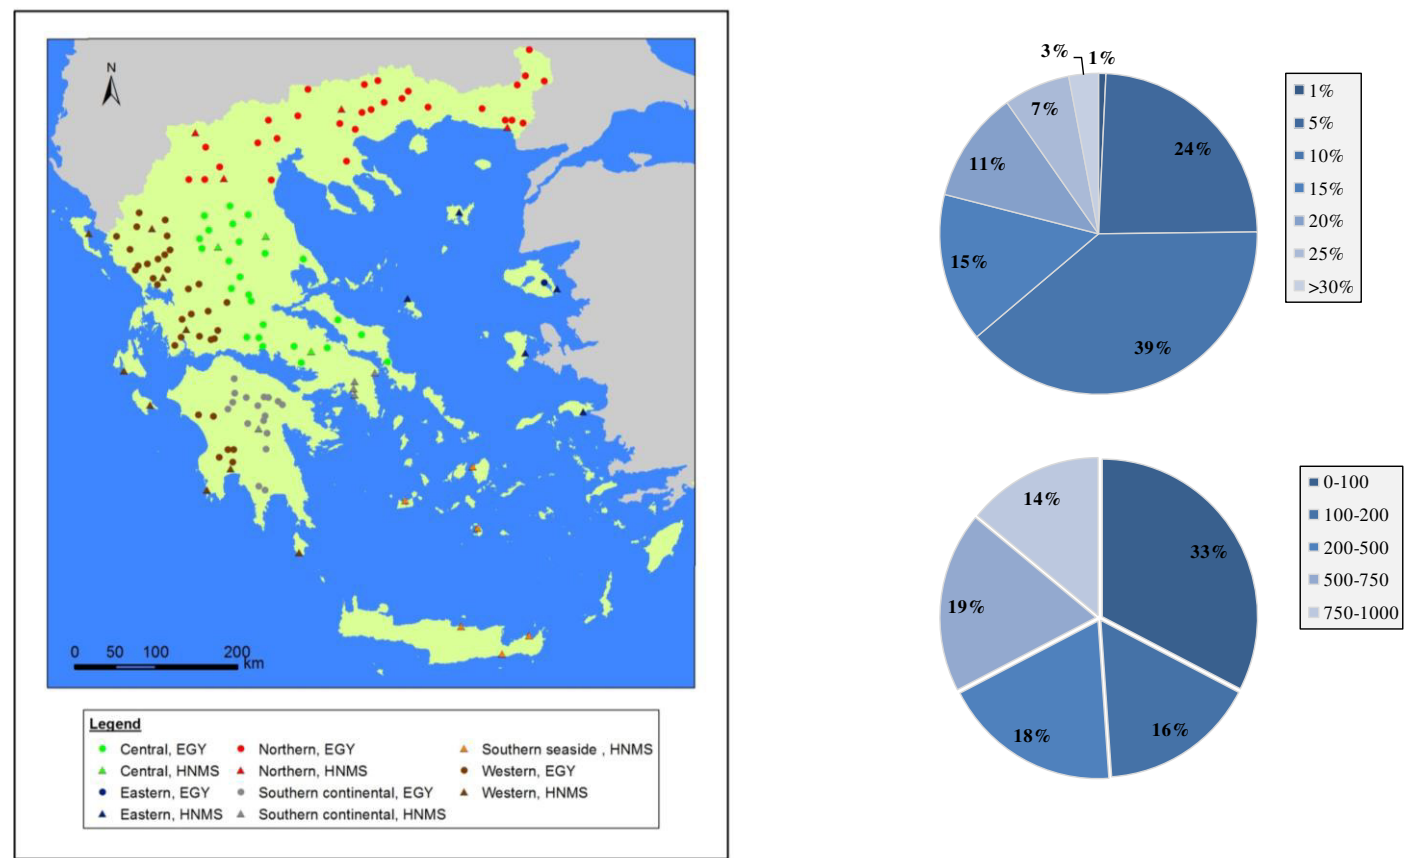 N
0 50 100 200
km
Legend
Central, EGY
Central, HNMS
Eastern, EGY
Eastern, HNMS
Northern, EGY
Northern, HNMS
Southern continental, EGY
Southern continental, HNMS
Southern seaside , HNMS
Western, EGY
Western, HNMS
3% 1%
24%
39%
15%
11%
7%
1%
5%
10%
15%
20%
25%
>30%
33%
16%
18%
19%
14%
0-100
100-200
200-500
500-750
750-1000